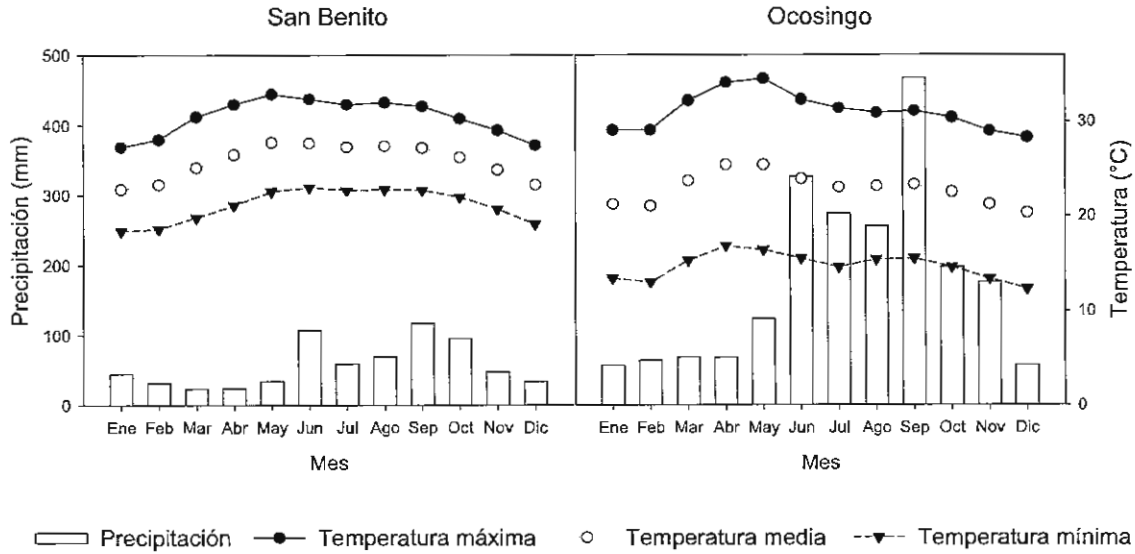 San Benito
Ocosingo
Precipitación (mm)
500
400
300
200
100
0
Temperatura (°C)
30
20
10
0
Ene Feb Mar Abr May Jun Jul Ago Sep Oct Nov Dic
Ene Feb Mar Abr May Jun Jul Ago Sep Oct Nov Dic
Mes
Mes
Precipitación Temperatura máxima Temperatura media Temperatura mínima